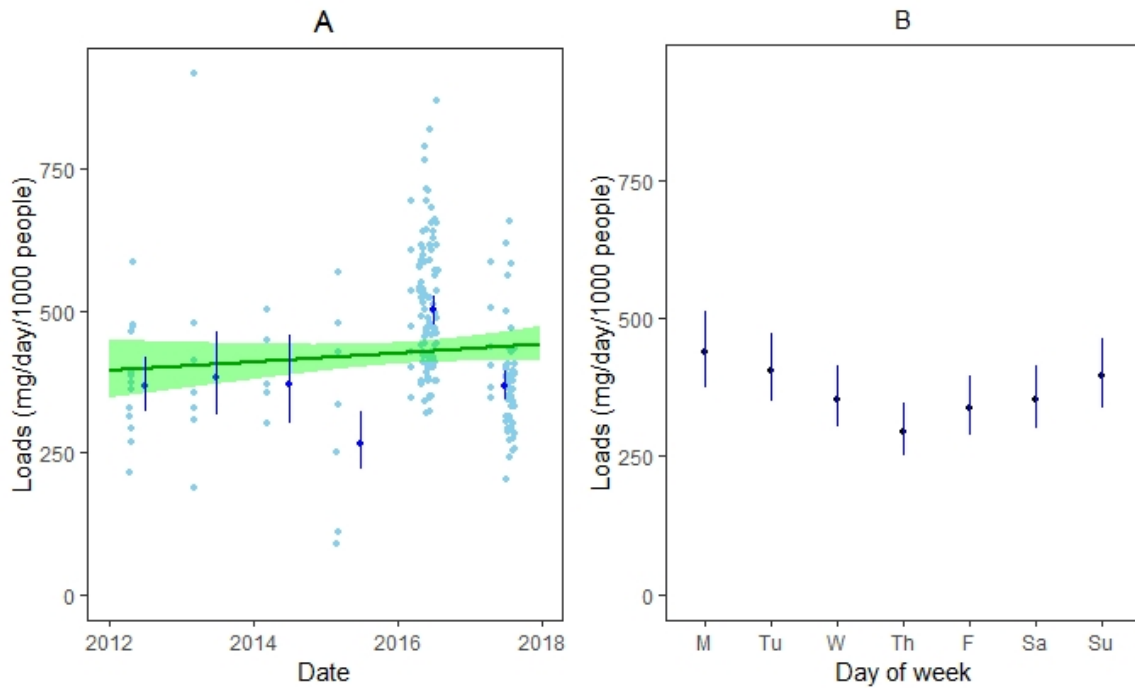 A
Loads (mg/day/1000 people)
750
500
250
0
2012
2014
2016
2018
Date
B
Loads (mg/day/1000 people)
750
500
250
0
M
Tu
W
Th
F
Sa
Su
Day of week